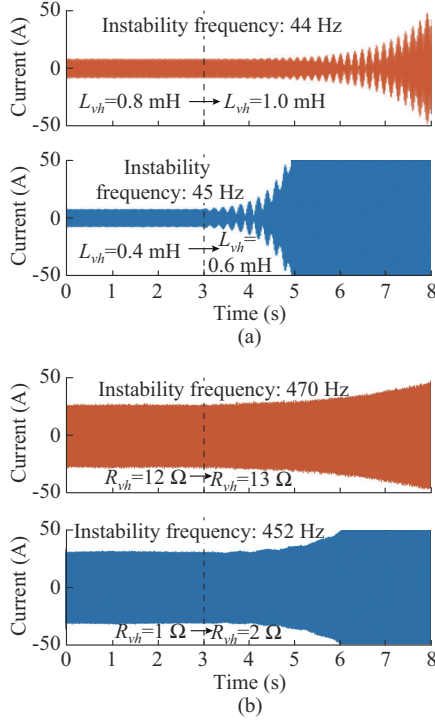 50
Instability frequency: 44 Hz
0
Current (A)
Lvh=0.8 mH → Lvh=1.0 mH
-50
50
Instability
frequency: 45 Hz
0
Current (A)
Lvh=0.4 mH → Lvh=
0.6 mH
-50
0 1 2 3 4 5 6 7 8
Time (s)
(a)
50
Instability frequency: 470 Hz
0
Current (A)
Rvh=12 Ω → Rvh=13 Ω
-50
50
Instability frequency: 452 Hz
0
Current (A)
Rvh=1 Ω → Rvh=2 Ω
-50
0 1 2 3 4 5 6 7 8
Time (s)
(b)